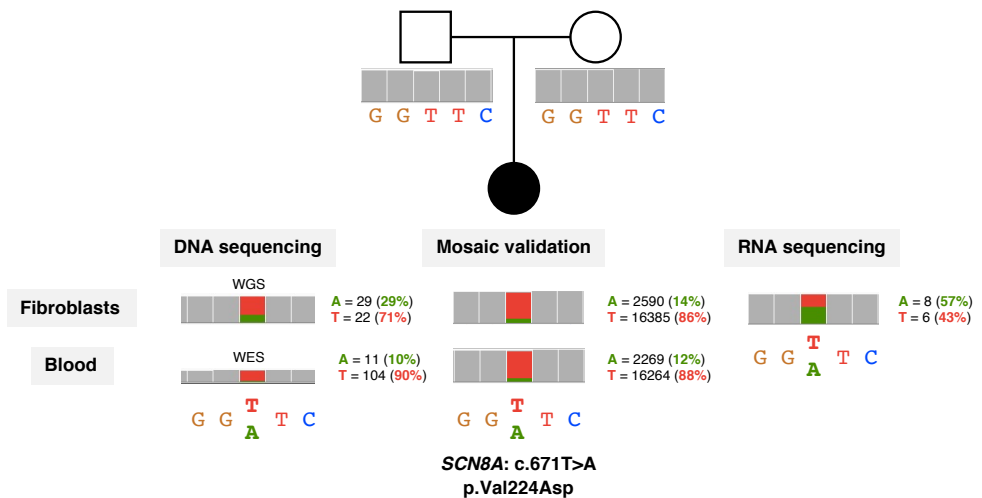 G G T T C
G G T T C
DNA sequencing
Mosaic validation
RNA sequencing
Fibroblasts
WGS
A = 29 (29%)
T = 22 (71%)
A = 2590 (14%)
T = 16385 (86%)
A = 8 (57%)
T = 6 (43%)
Blood
WES
A = 11 (10%)
T = 104 (90%)
A = 2269 (12%)
T = 16264 (88%)
G G T T C
A
G G T T C
A
G G T T C
A
SCN8A: c.671T>A
p.Val224Asp